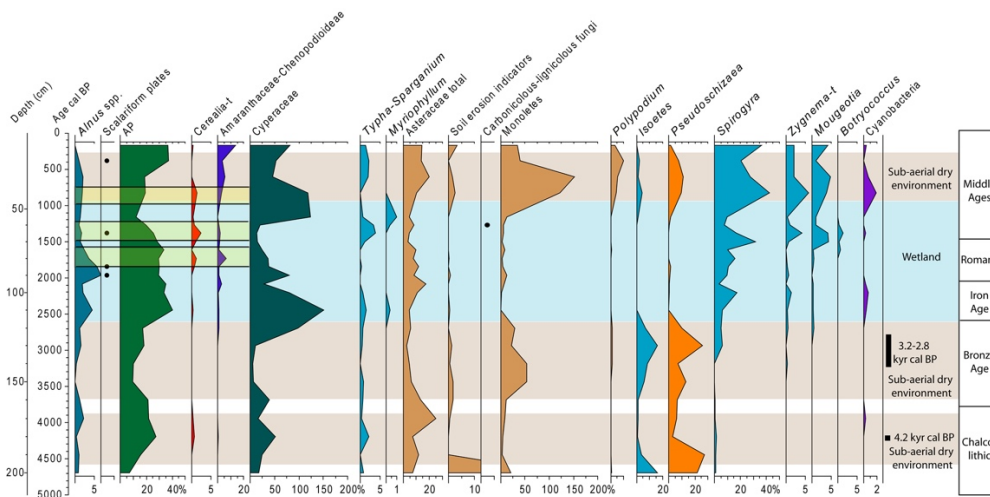 Depth (cm)
Age cal BP
Alnus spp.
Scalariform plates
AP
Cerealia-t
Amaranthaceae-Chenopodioideae
Cyperaceae
Typha-Sparganium
Myriophyllum
Asteraceae total
Soil erosion indicators
Carbonicolous-lignicolous fungi
Monoletes
Polypodium
Isoetes
Pseudoschizaea
Spirogyra
Zygnema-t
Mougeotia
Botryococcus
Cyanobacteria
0
500
1000
1500
2000
2500
3000
3500
4000
4500
5000
50
100
150
200
Sub-aerial dry
environment
Wetland
3.2-2.8
kyr cal BP
Sub-aerial dry
environment
4.2 kyr cal BP
Sub-aerial dry
environment
Middl
Ages
Roman
Iron
Age
Bronz
Age
Chalco
lithic
5 20 40% 5 5 50 100 150 200 5 1 20 10 50 100 150 200% 5 5 20 40% 5 5 5 2